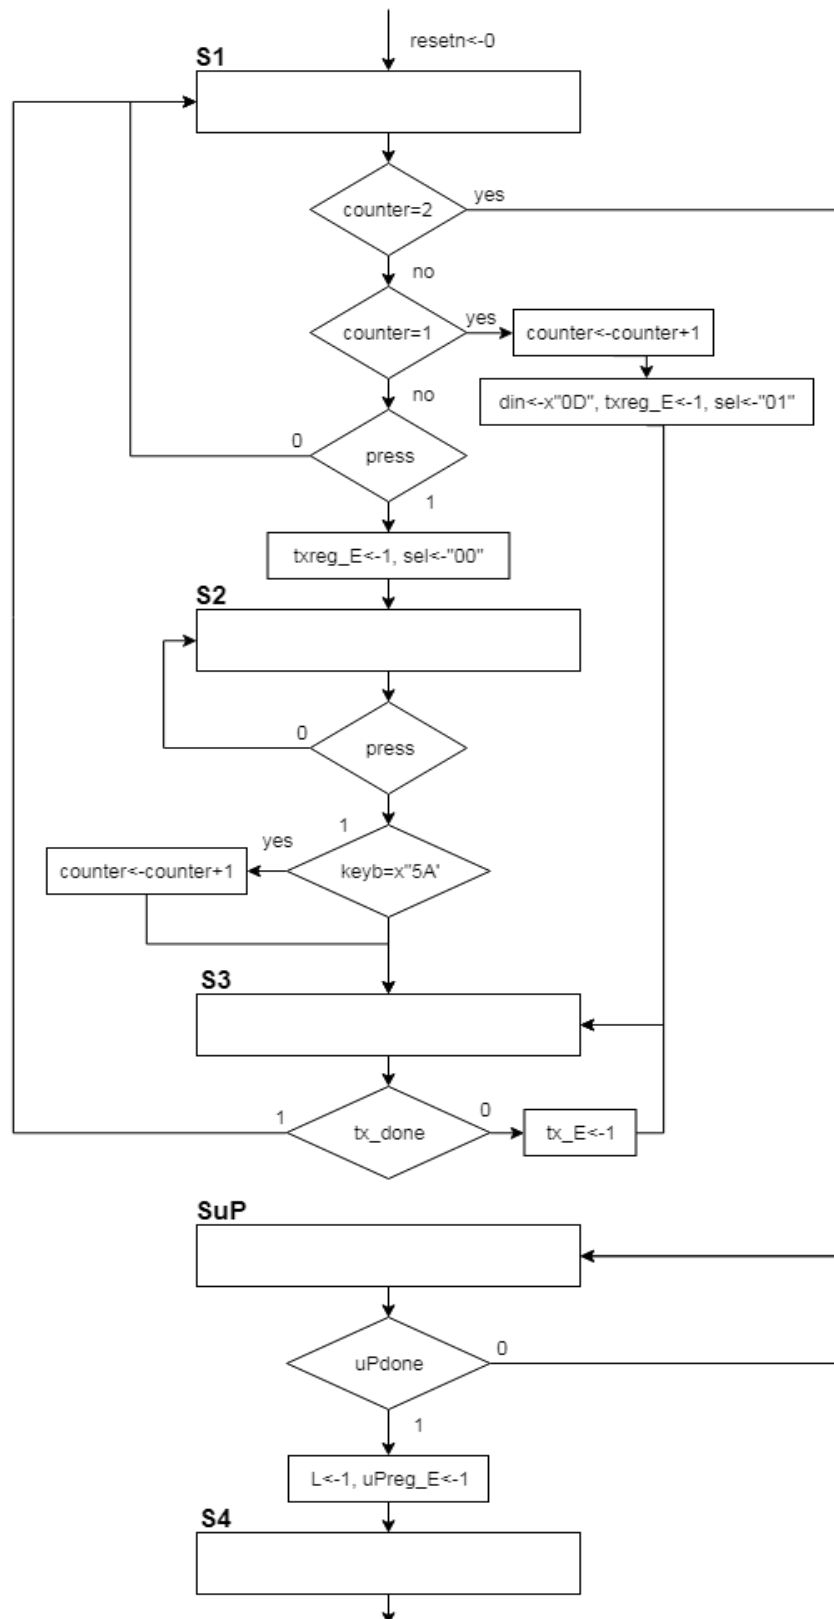 resetn<-0
S1
counter=2
yes
no
counter=1
yes
counter<-counter+1
no
din<-x"0D", txreg_E<-1, sel<-"01"
0
press
1
txreg_E<-1, sel<-"00"
S2
0
press
1
yes
counter<-counter+1
keyb=x"5A'
S3
1
tx_done
0
tx_E<-1
SuP
uPdone
0
1
L<-1, uPreg_E<-1
S4